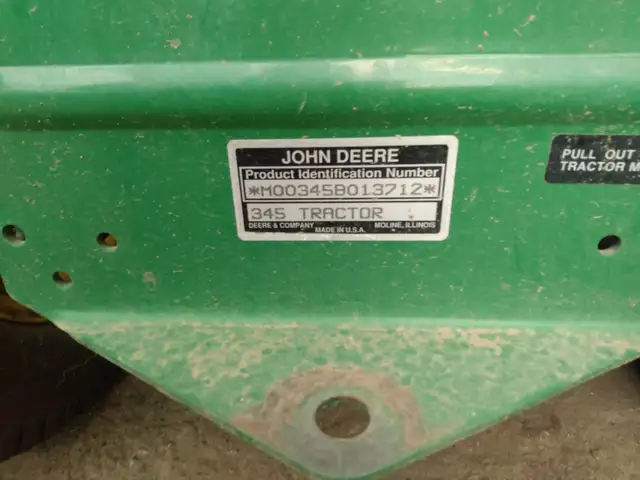 JOHN DEERE
Product Identification Number
*M00345B013712*
345 TRACTOR
DEERE & COMPANY MOLINE, ILLINOIS
MADE IN U.S.A.
PULL OUT
TRACTOR M